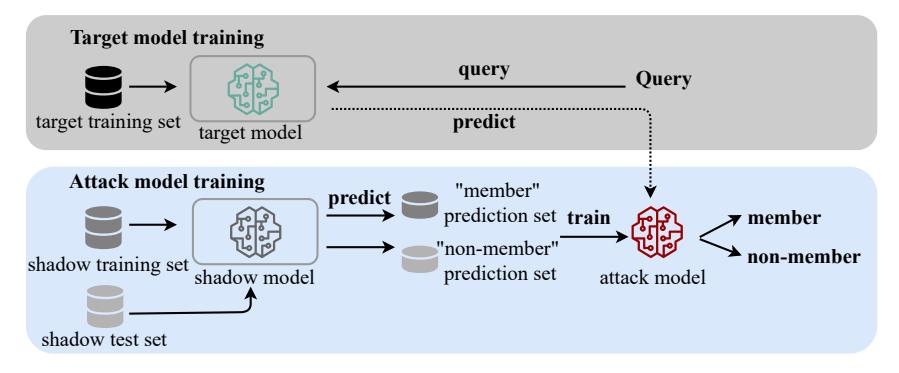 Target model training
query
Query
target training set
target model
predict
Attack model training
predict
"member"
prediction set
train
member
shadow training set
shadow model
"non-member"
prediction set
attack model
non-member
shadow test set